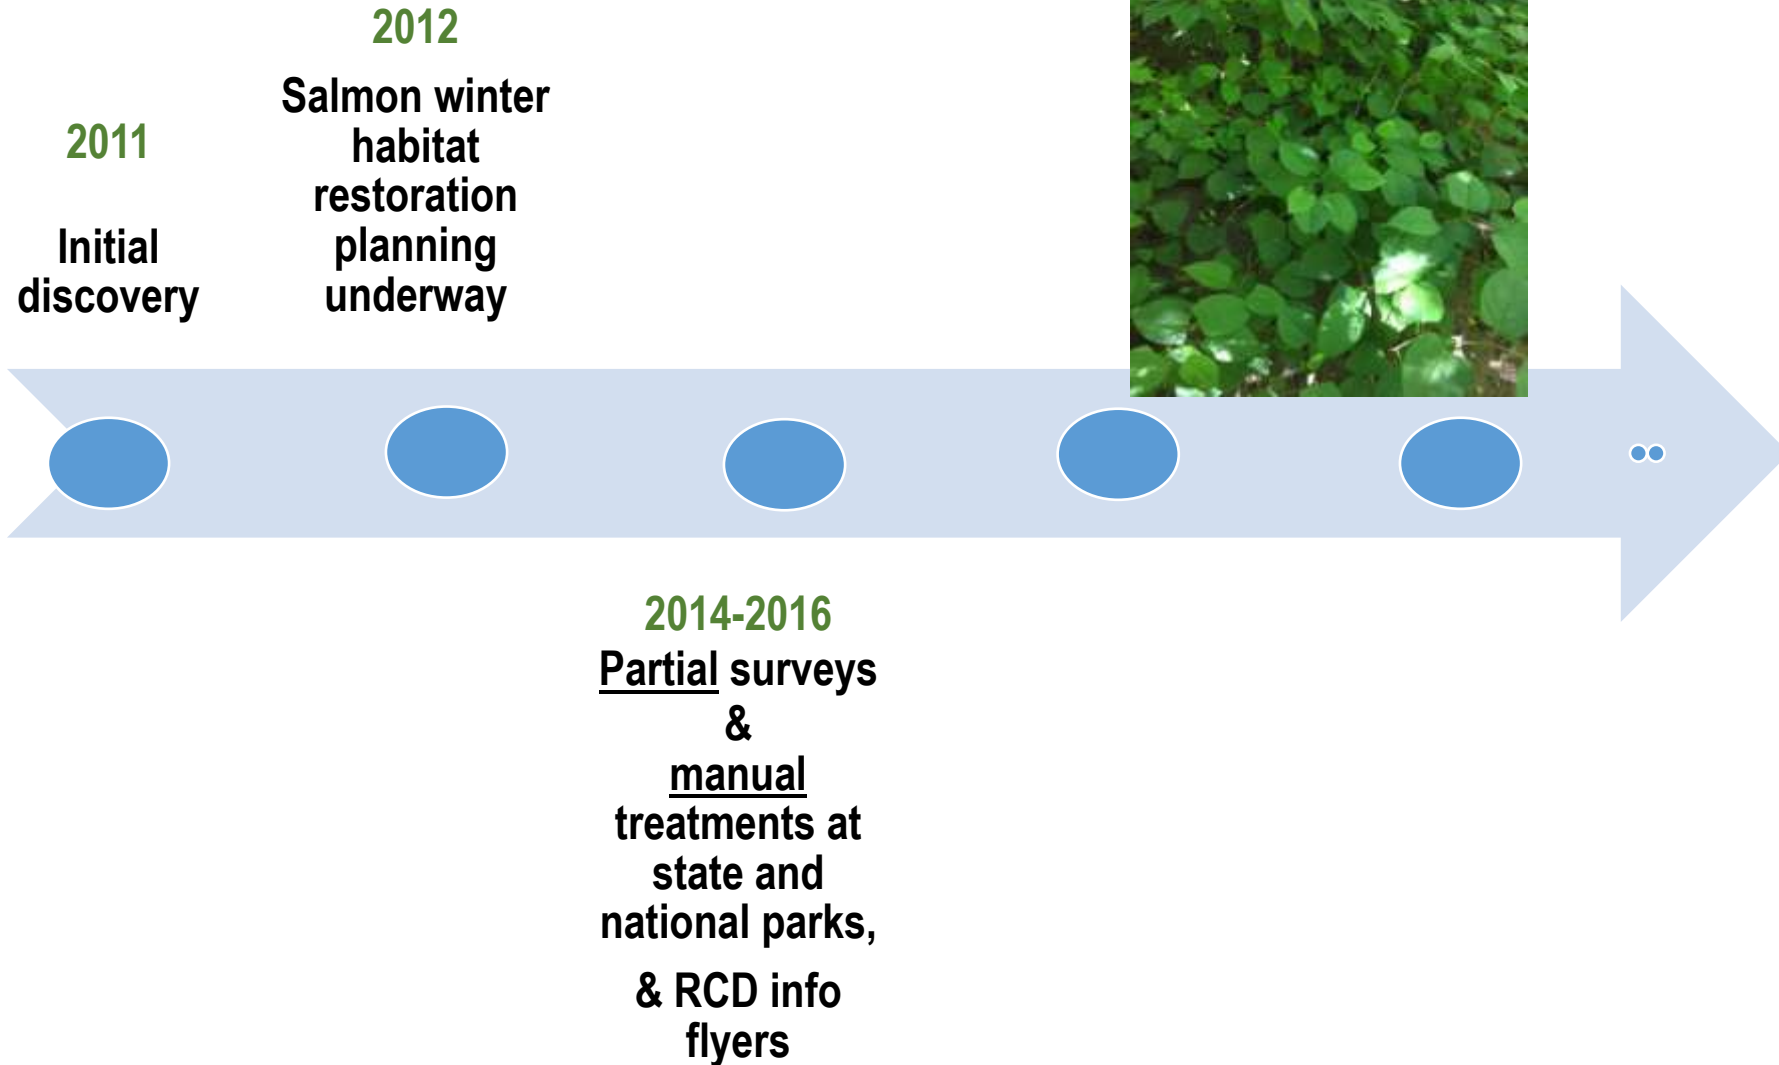 2011
Initial
discovery
2012
Salmon winter
habitat
restoration
planning
underway
2014-2016
Partial surveys
&
manual
treatments at
state and
national parks,
& RCD info
flyers